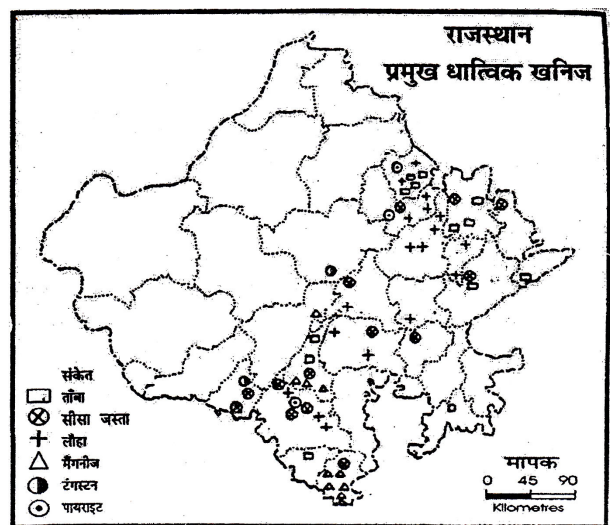 राजस्थान
प्रमुख धात्विक खनिज
संकेत
ताँबा
सीसा जस्ता
लौहा
मैंगनीज
टंगस्टन
पायराइट
मापक
0 45 90
Kilometres